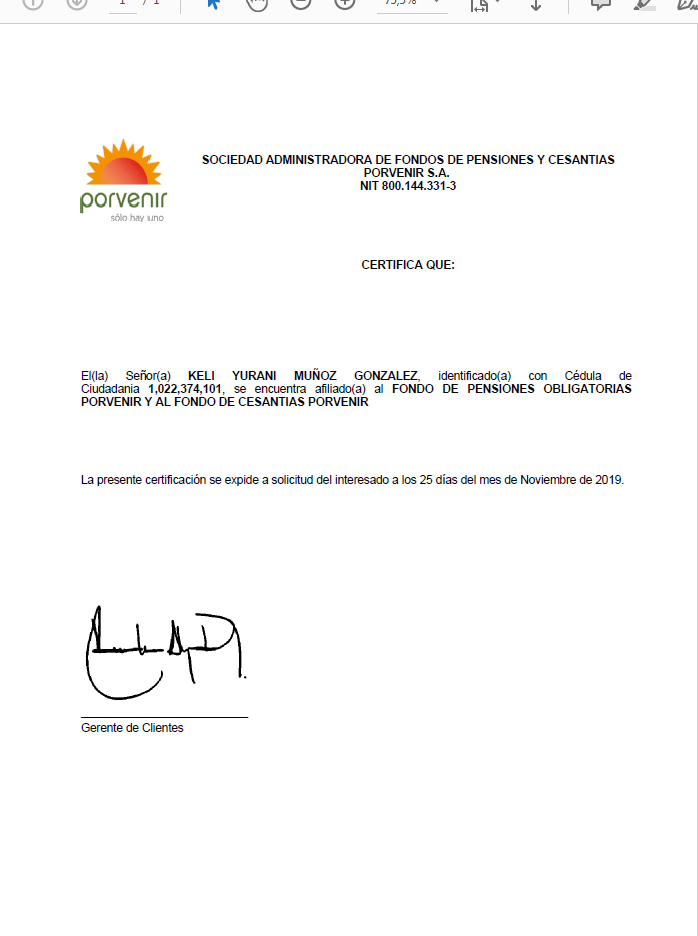 1 / 1
porvenir
sólo hay uno
SOCIEDAD ADMINISTRADORA DE FONDOS DE PENSIONES Y CESANTIAS
PORVENIR S.A.
NIT 800.144.331-3
CERTIFICA QUE:
El(la) Señor(a) KELI YURANI MUÑOZ GONZALEZ, identificado(a) con Cédula de
Ciudadania 1,022,374,101, se encuentra afiliado(a) al FONDO DE PENSIONES OBLIGATORIAS
PORVENIR Y AL FONDO DE CESANTIAS PORVENIR
La presente certificación se expide a solicitud del interesado a los 25 días del mes de Noviembre de 2019.
Gerente de Clientes